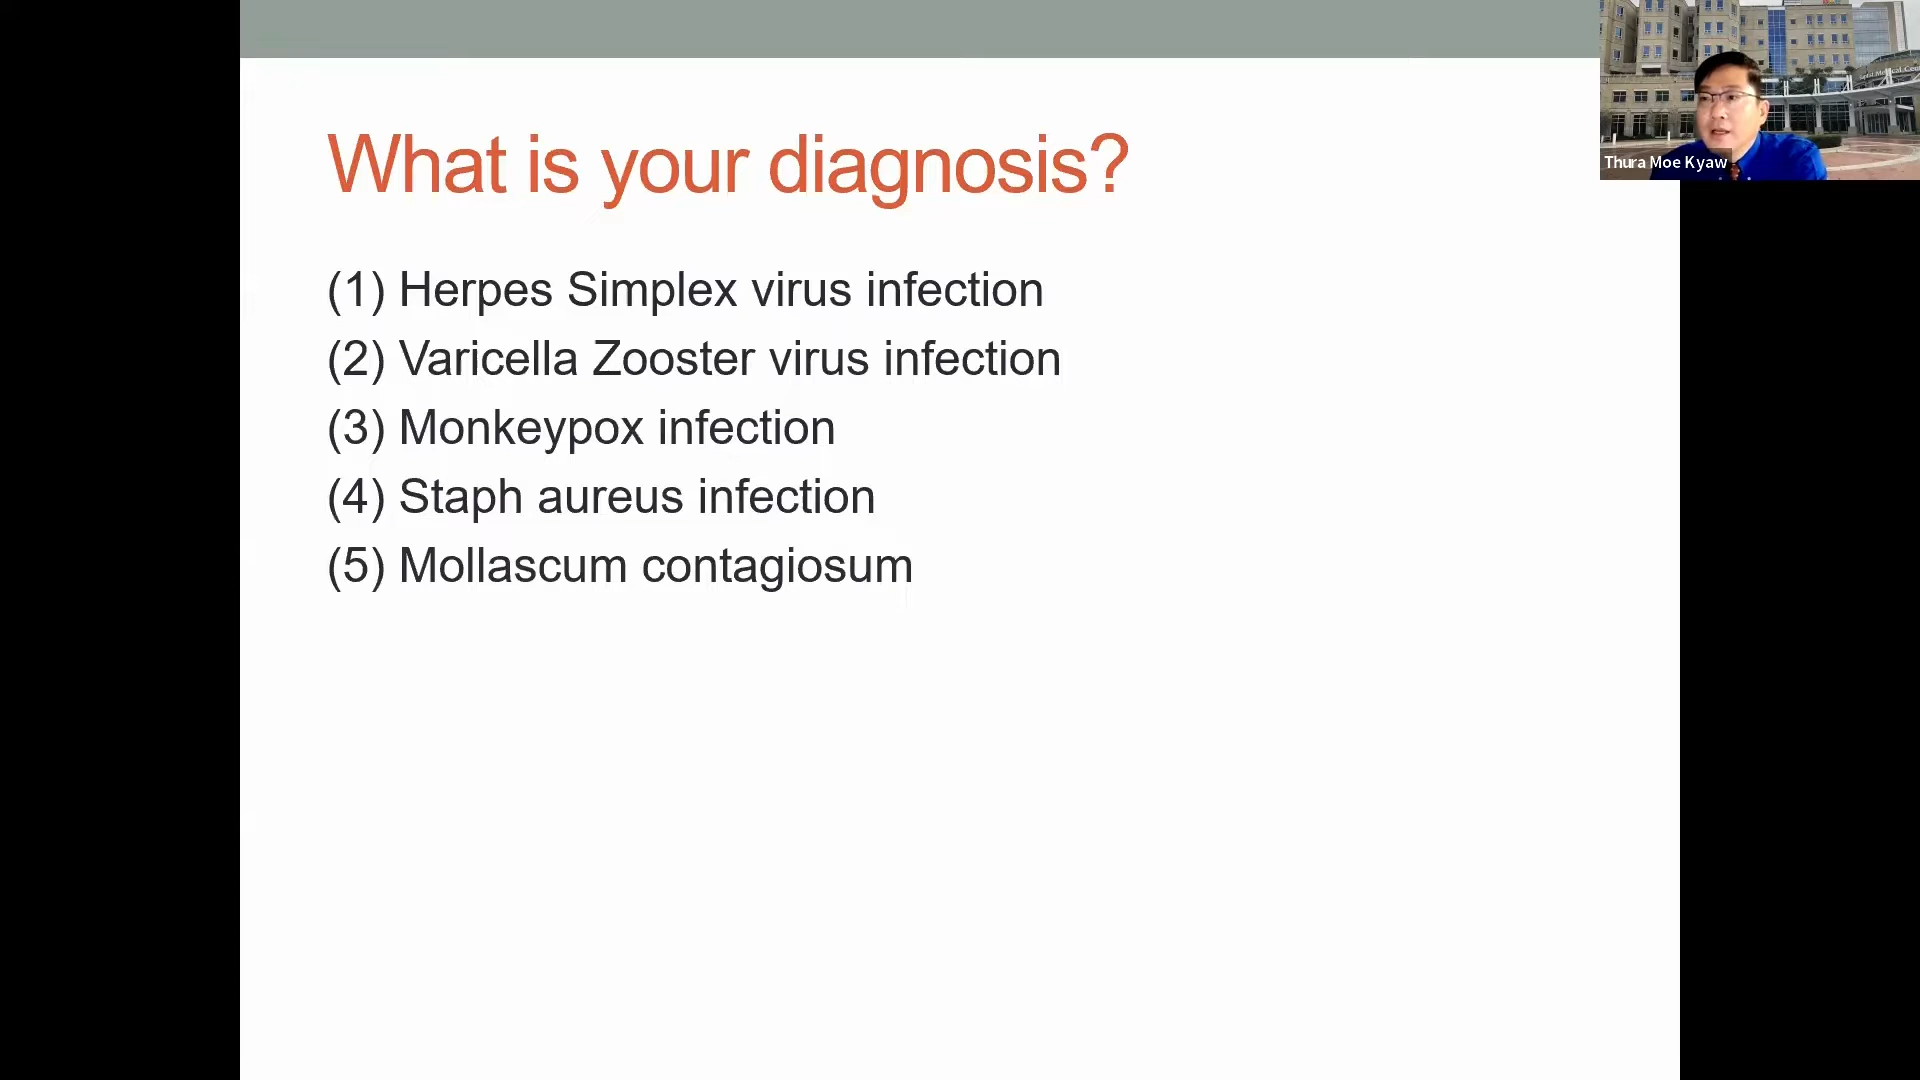 What is your diagnosis?
(1) Herpes Simplex virus infection
(2) Varicella Zooster virus infection
(3) Monkeypox infection
(4) Staph aureus infection
(5) Mollascum contagiosum
Thura Moe Kyaw